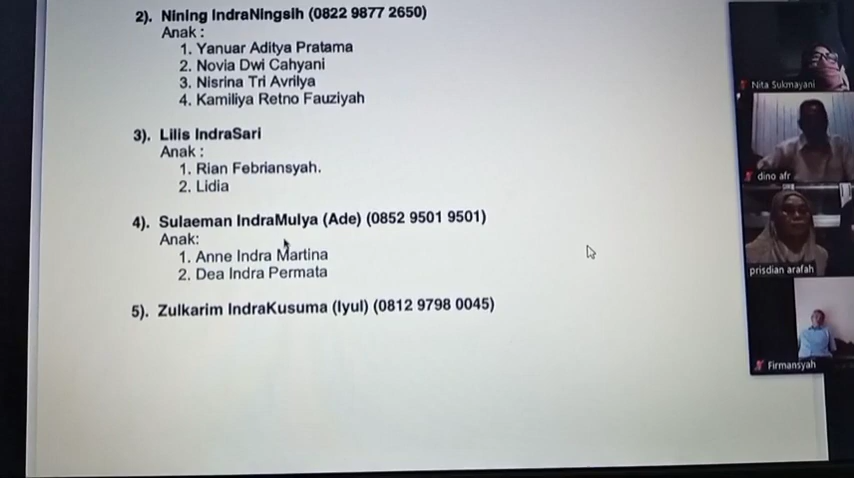 2). Nining IndraNingsih (0822 9877 2650)
Anak :
1. Yanuar Aditya Pratama
2. Novia Dwi Cahyani
3. Nisrina Tri Avrilya
4. Kamiliya Retno Fauziyah
3). Lilis IndraSari
Anak :
1. Rian Febriansyah.
2. Lidia
4). Sulaeman IndraMulya (Ade) (0852 9501 9501)
Anak:
1. Anne Indra Martina
2. Dea Indra Permata
5). Zulkarim IndraKusuma (Iyul) (0812 9798 0045)
Nita Sukmayani
dino afr
prisdian arafah
Firmansyah